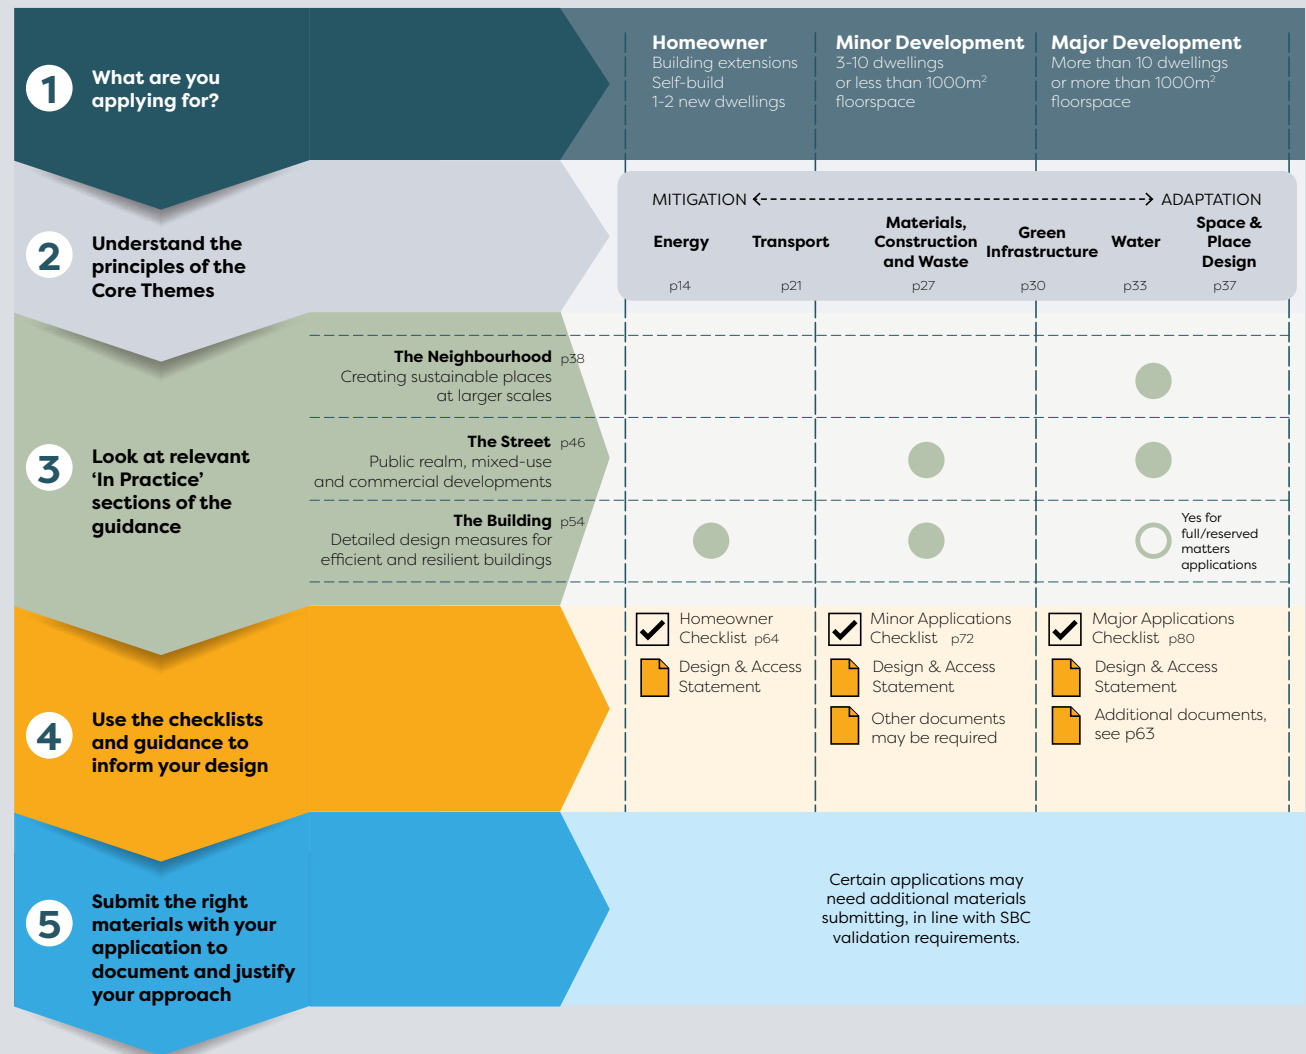 1
What are you
applying for?
Homeowner
Building extensions
Self-build
1-2 new dwellings
Minor Development
3-10 dwellings
or less than 1000m²
floorspace
Major Development
More than 10 dwellings
or more than 1000m²
floorspace
2
Understand the
principles of the
Core Themes
MITIGATION
ADAPTATION
Energy
p14
Transport
p21
Materials,
Construction
and Waste
p27
Green
Infrastructure
p30
Water
p33
Space &
Place
Design
p37
3
Look at relevant
‘In Practice’
sections of the
guidance
The Neighbourhood p38
Creating sustainable places
at larger scales
The Street p46
Public realm, mixed-use
and commercial developments
The Building p54
Detailed design measures for
efficient and resilient buildings
Yes for
full/reserved
matters
applications
4
Use the checklists
and guidance to
inform your design
Homeowner
Checklist p64
Design & Access
Statement
Minor Applications
Checklist p72
Design & Access
Statement
Other documents
may be required
Major Applications
Checklist p80
Design & Access
Statement
Additional documents,
see p63
5
Submit the right
materials with your
application to
document and justify
your approach
Certain applications may
need additional materials
submitting, in line with SBC
validation requirements.